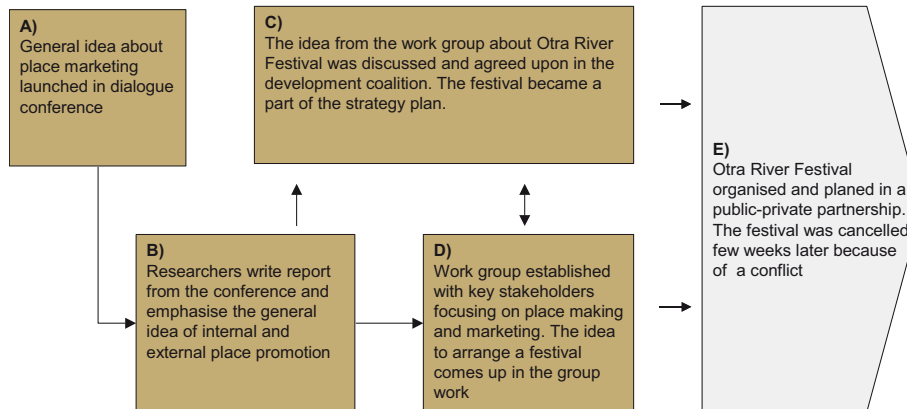 A)
General idea about
place marketing
launched in dialogue
conference
C)
The idea from the work group about Otra River
Festival was discussed and agreed upon in the
development coalition. The festival became a
part of the strategy plan.
B)
Researchers write report
from the conference and
emphasise the general
idea of internal and
external place promotion
D)
Work group established
with key stakeholders
focusing on place making
and marketing. The idea
to arrange a festival
comes up in the group
work
E)
Otra River Festival
organised and planed in a
public-private partnership.
The festival was cancelled
few weeks later because
of a conflict